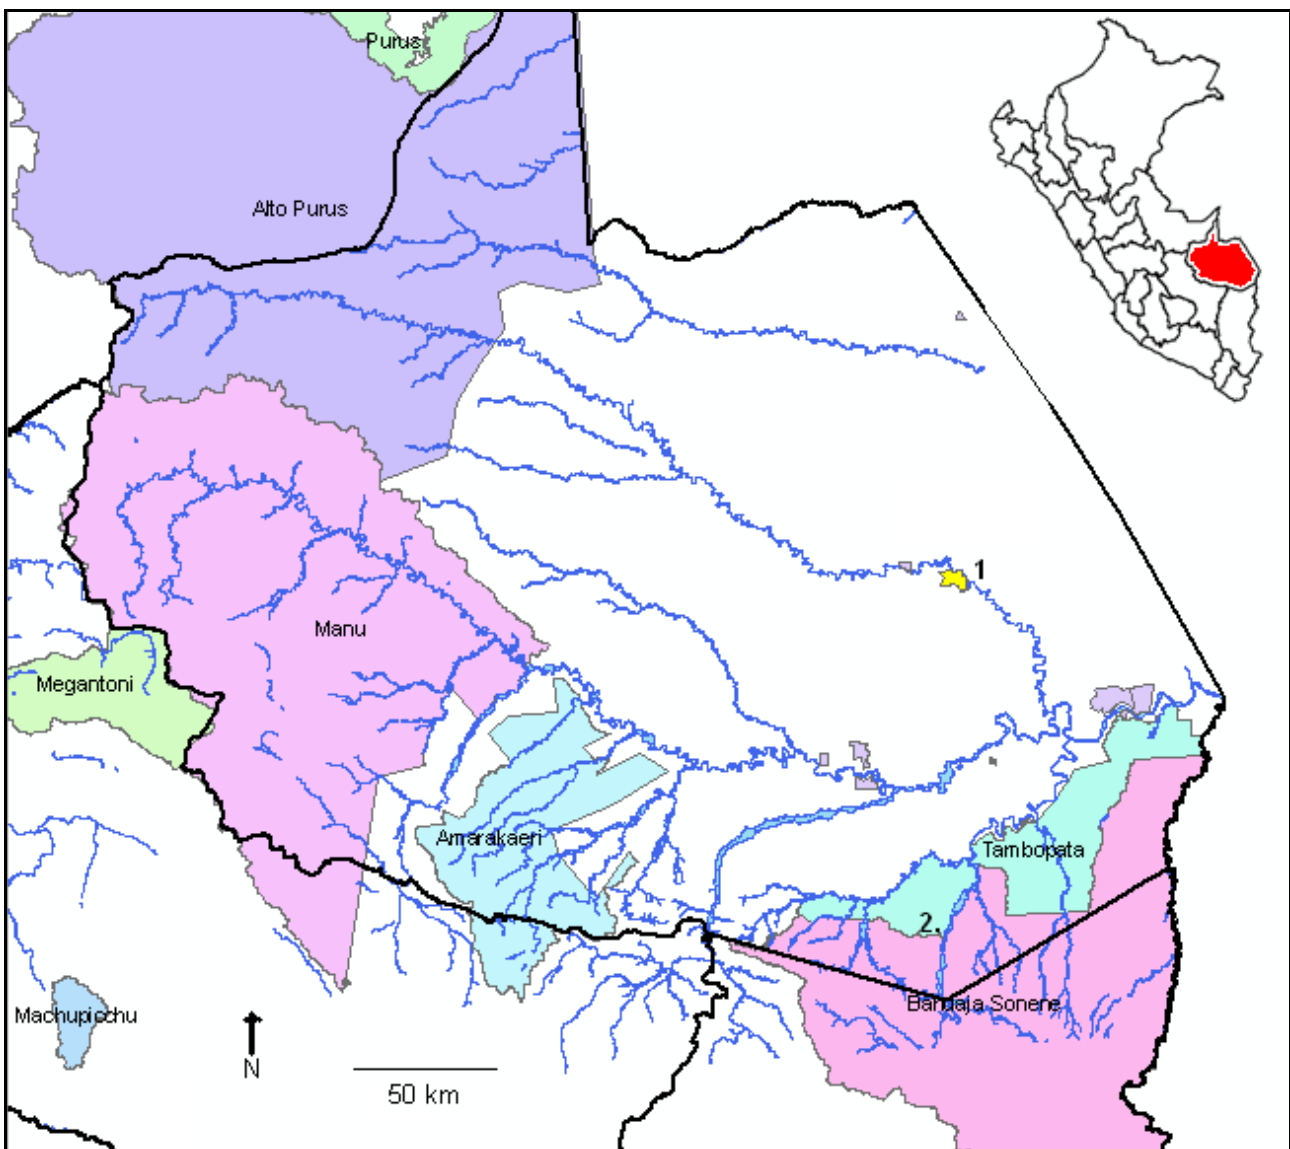 Purus
Alto Purus
1
Manu
Megantoni
Amarakaeri
Tambopata
2.
Bahuaja Sonene
Machupicchu
N
50 km